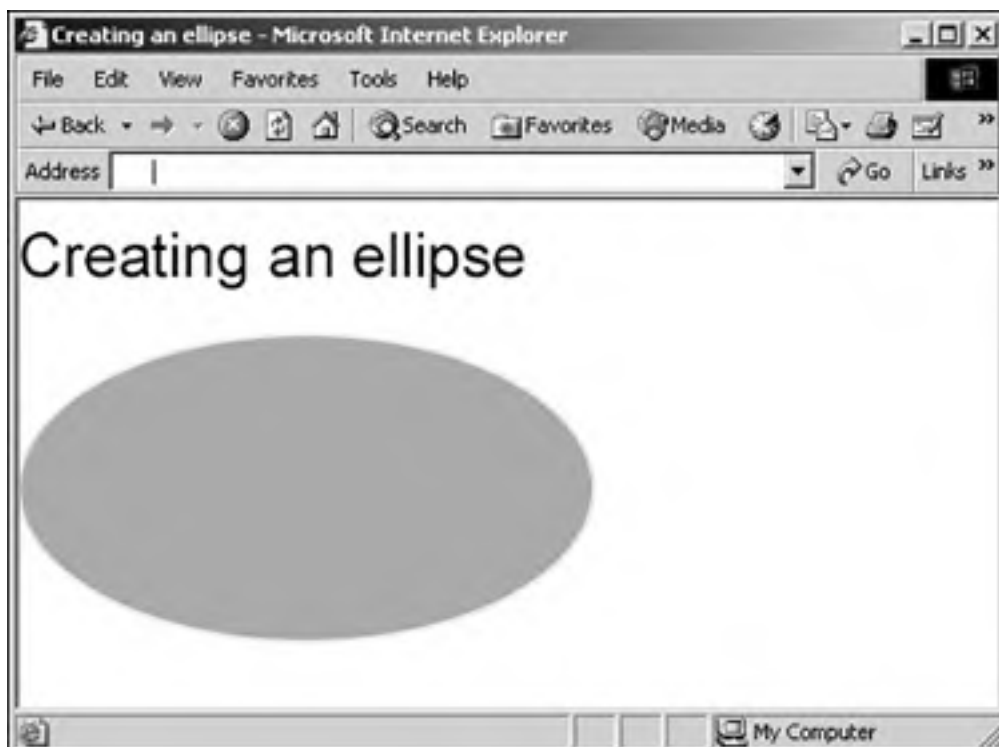 Creating an ellipse - Microsoft Internet Explorer
File Edit View Favorites Tools Help
Back Search Favorites Media »
Address Go Links »
Creating an ellipse
My Computer